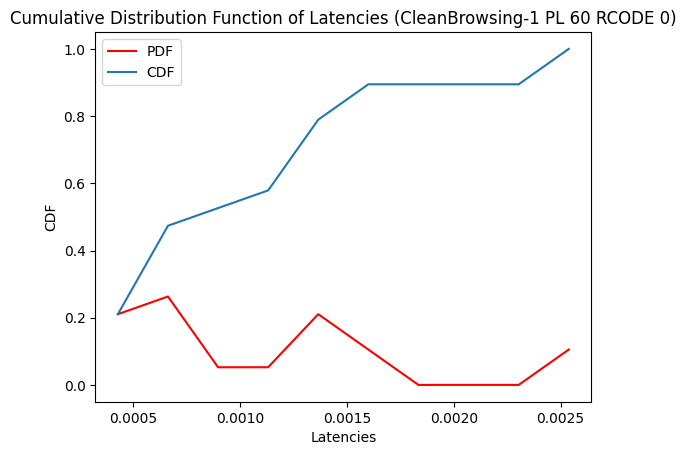 Cumulative Distribution Function of Latencies (CleanBrowsing-1 PL 60 RCODE 0)
PDF
CDF
1.0
0.8
0.6
0.4
0.2
0.0
CDF
0.0005
0.0010
0.0015
0.0020
0.0025
Latencies